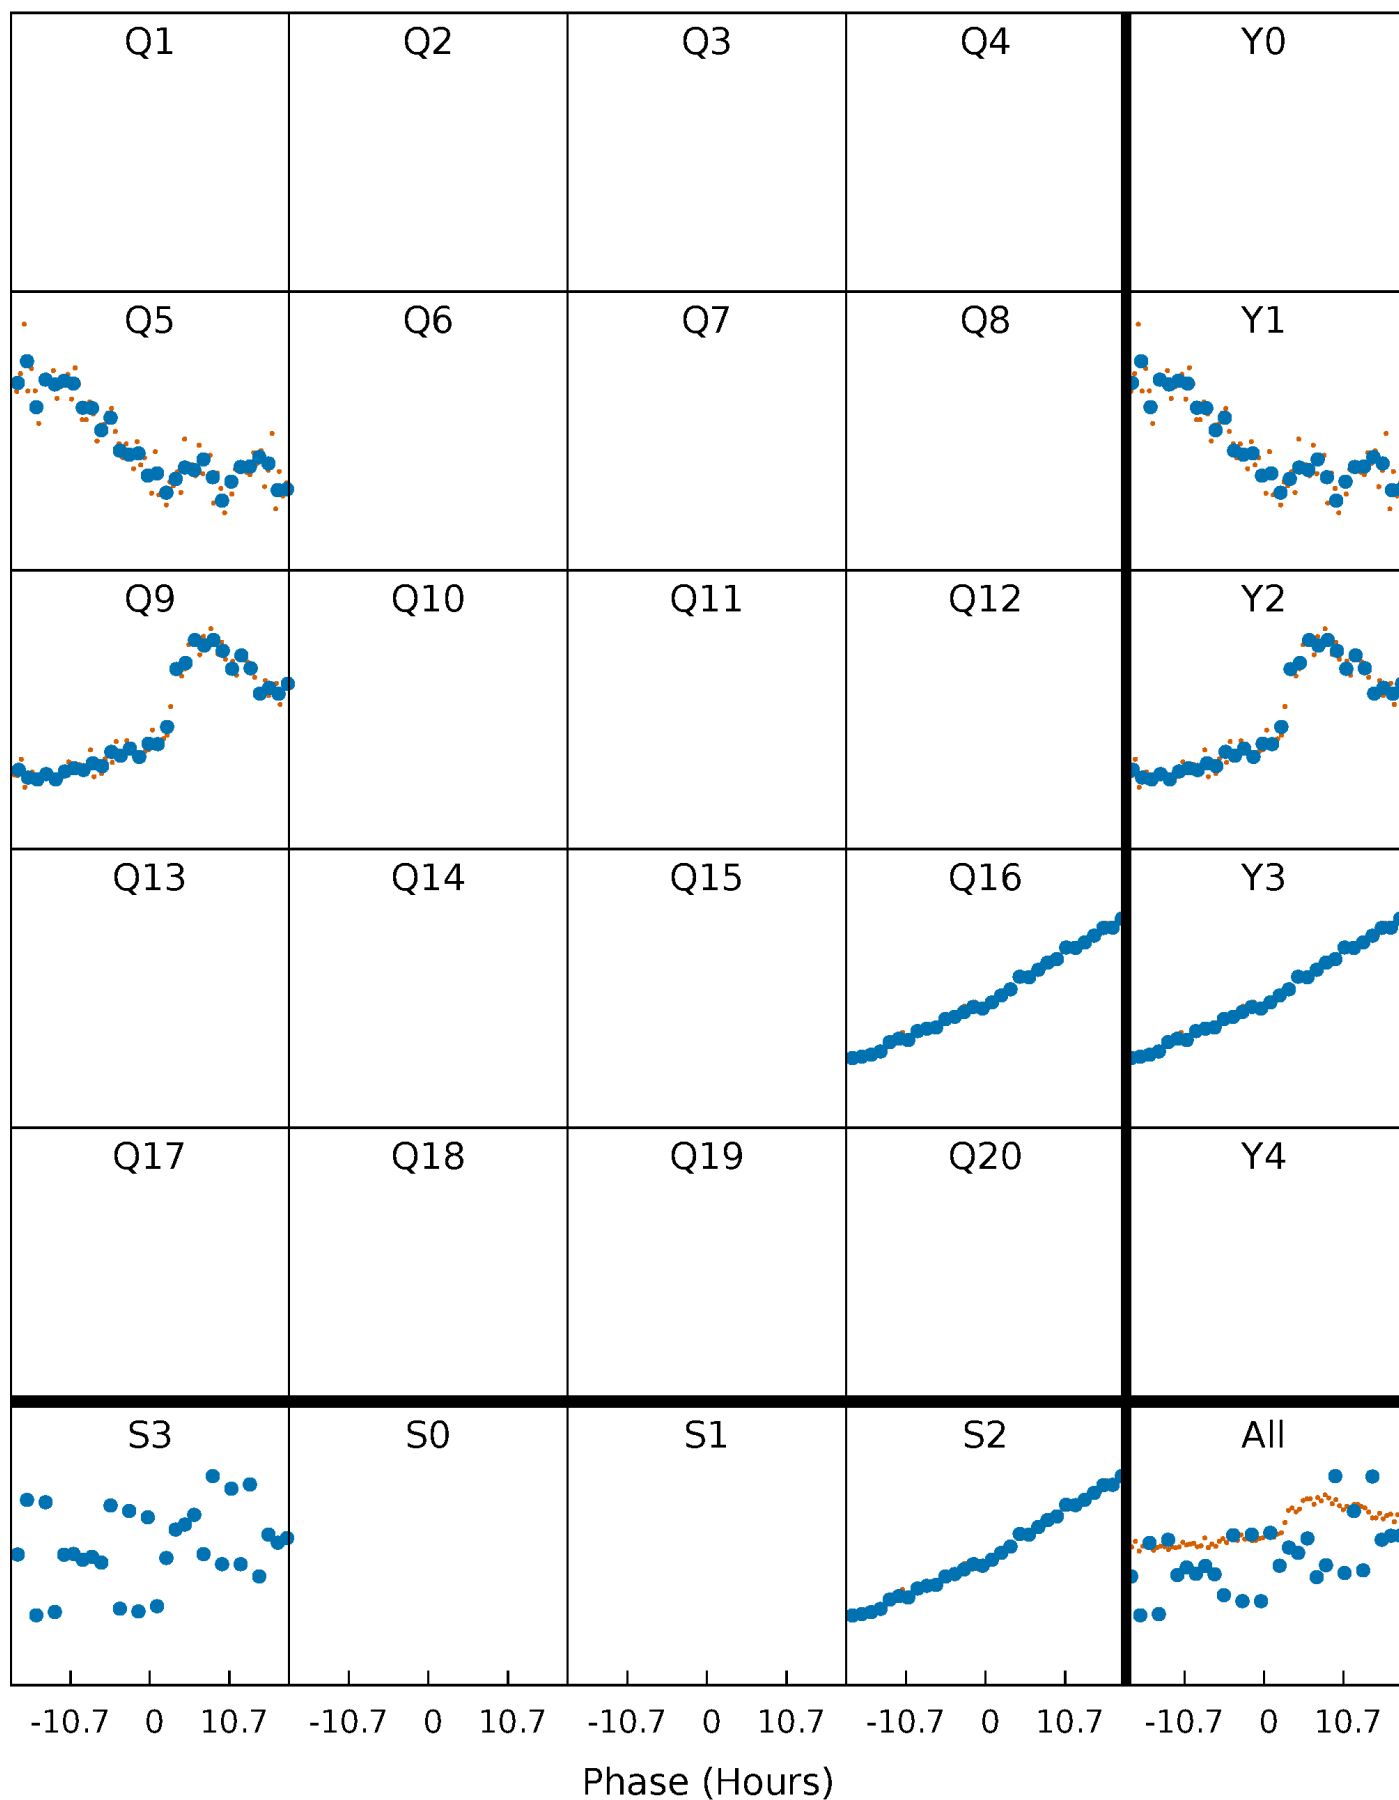 Q1 Q2 Q3 Q4 Y0
Q5 Q6 Q7 Q8 Y1
Q9 Q10 Q11 Q12 Y2
Q13 Q14 Q15 Q16 Y3
Q17 Q18 Q19 Q20 Y4
S3 S0 S1 S2 All
-10.7 0 10.7 -10.7 0 10.7 -10.7 0 10.7 -10.7 0 10.7 -10.7 0 10.7
Phase (Hours)